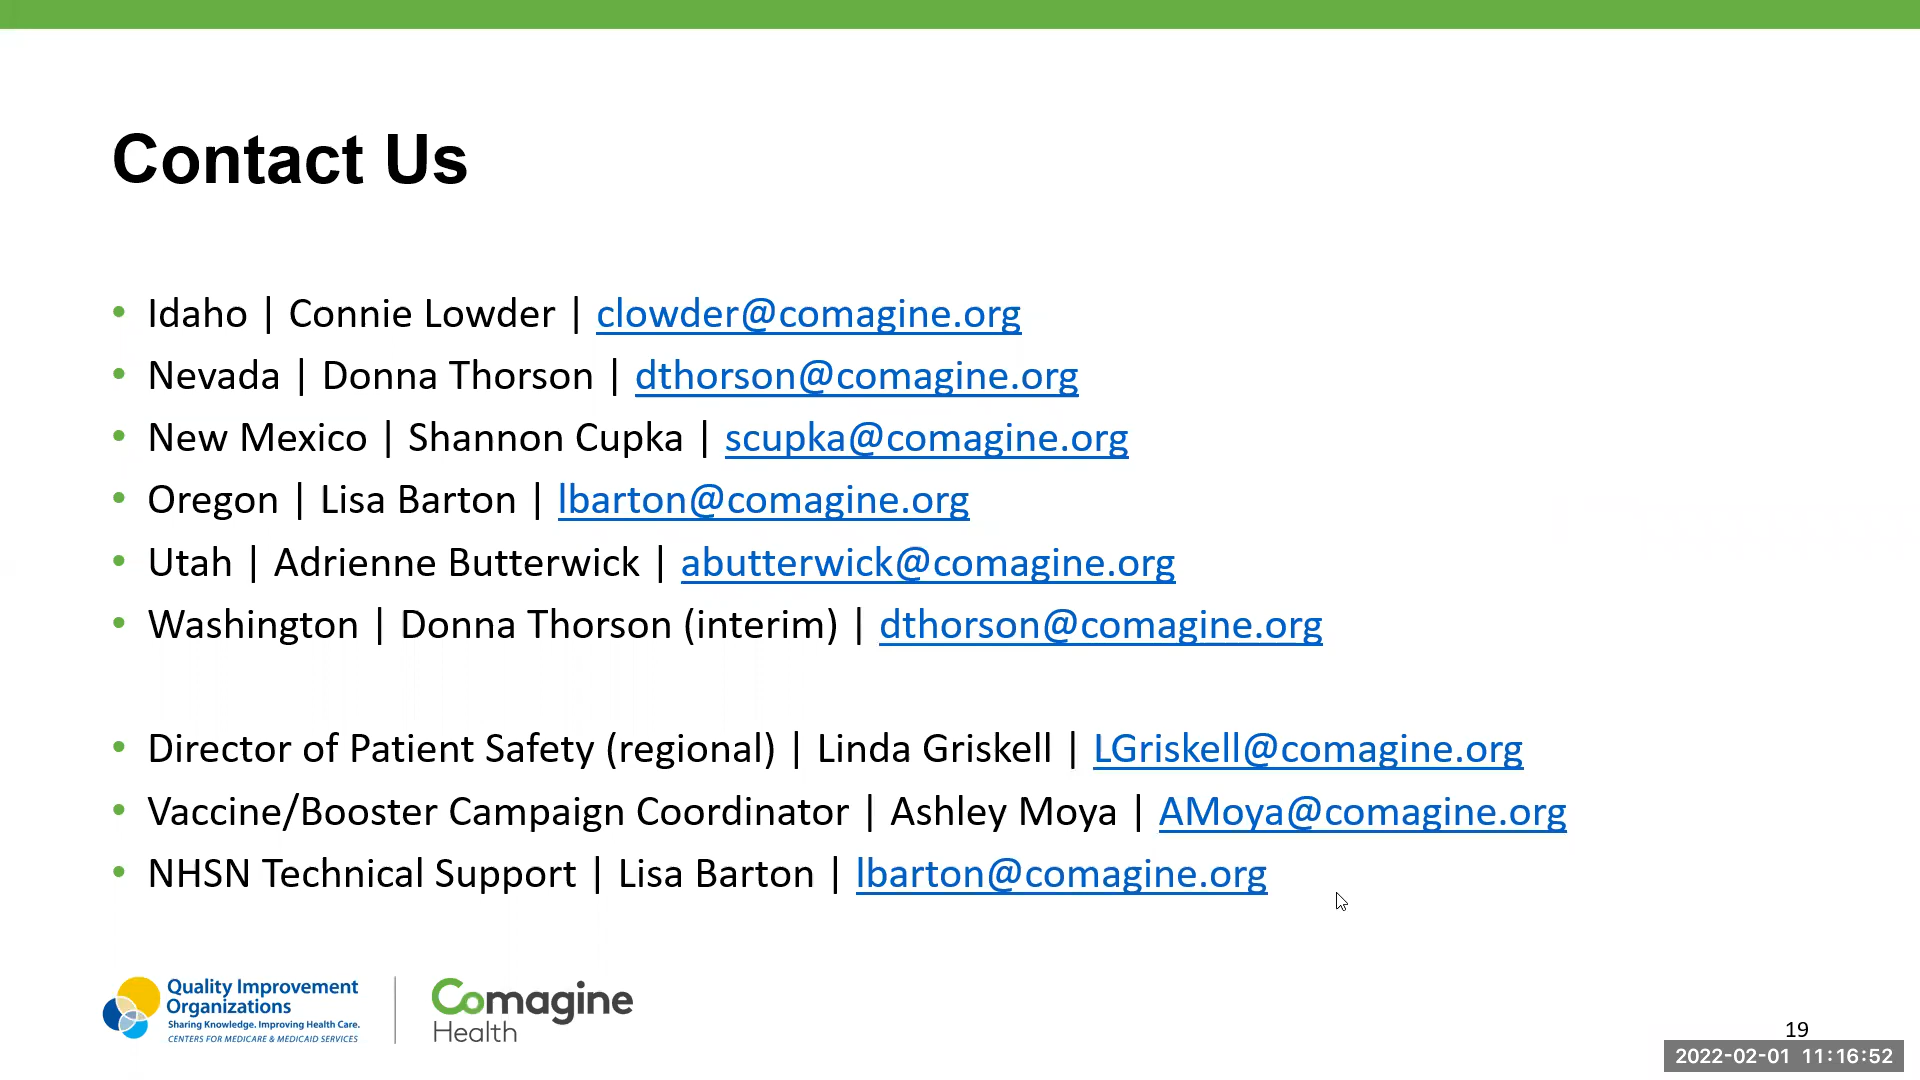 Contact Us
• Idaho | Connie Lowder | clowder@comagine.org
• Nevada | Donna Thorson | dthorson@comagine.org
• New Mexico | Shannon Cupka | scupka@comagine.org
• Oregon | Lisa Barton | lbarton@comagine.org
• Utah | Adrienne Butterwick | abutterwick@comagine.org
• Washington | Donna Thorson (interim) | dthorson@comagine.org
• Director of Patient Safety (regional) | Linda Griskell | LGriskell@comagine.org
• Vaccine/Booster Campaign Coordinator | Ashley Moya | AMoya@comagine.org
• NHSN Technical Support | Lisa Barton | lbarton@comagine.org
Quality Improvement
Organizations
Sharing Knowledge. Improving Health Care.
CENTERS FOR MEDICARE & MEDICAID SERVICES
Comagine
Health
19
2022-02-01 11:16:52